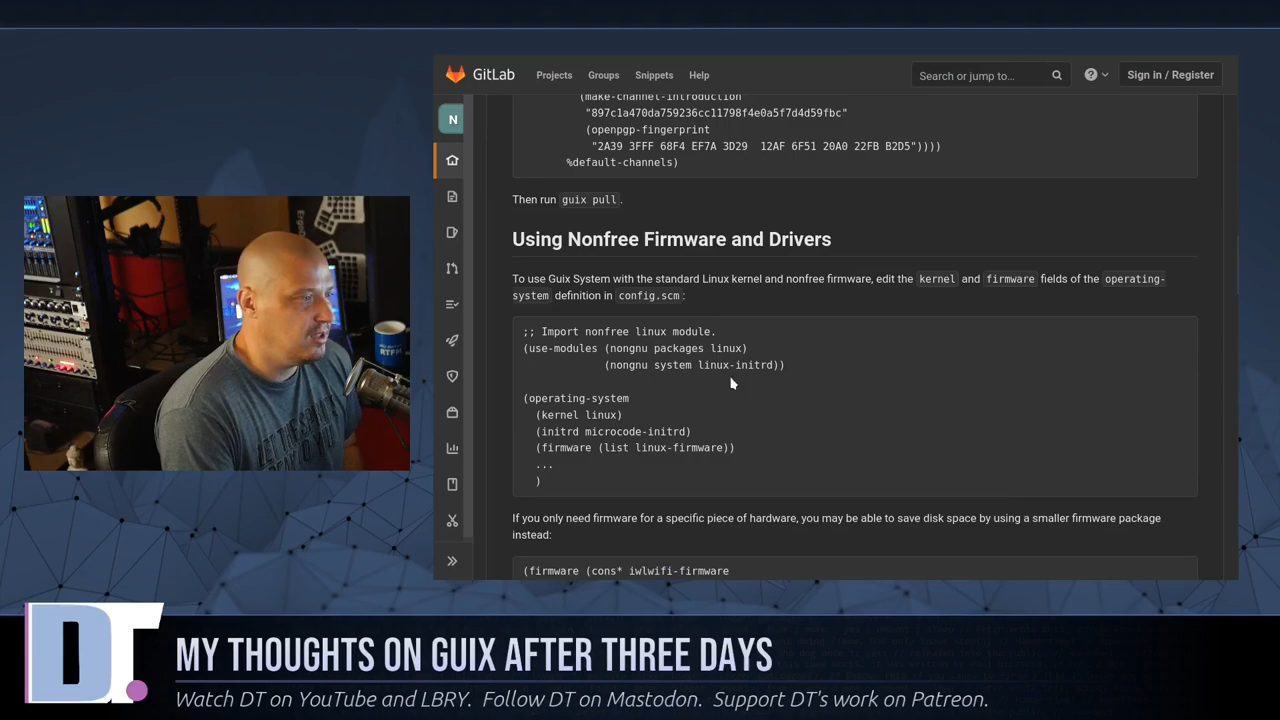 GitLab
Projects
Groups
Snippets
Help
Search or jump to...
Sign in / Register
N
(make-channel-introduction
"897c1a470da759236cc11798f4e0a5f7d4d59fbc"
(openpgp-fingerprint
"2A39 3FFF 68F4 EF7A 3D29  12AF 6F51 20A0 22FB B2D5"))))
%default-channels)
Then run guix pull.
Using Nonfree Firmware and Drivers
To use Guix System with the standard Linux kernel and nonfree firmware, edit the kernel and firmware fields of the operating-
system definition in config.scm:
;; Import nonfree linux module.
(use-modules (nongnu packages linux)
(nongnu system linux-initrd))
(operating-system
(kernel linux)
(initrd microcode-initrd)
(firmware (list linux-firmware))
...
)
If you only need firmware for a specific piece of hardware, you may be able to save disk space by using a smaller firmware package
instead:
(firmware (cons* iwlwifi-firmware
RTFM
DT
MY THOUGHTS ON GUIX AFTER THREE DAYS
Watch DT on YouTube and LBRY.  Follow DT on Mastodon.  Support DT's work on Patreon.